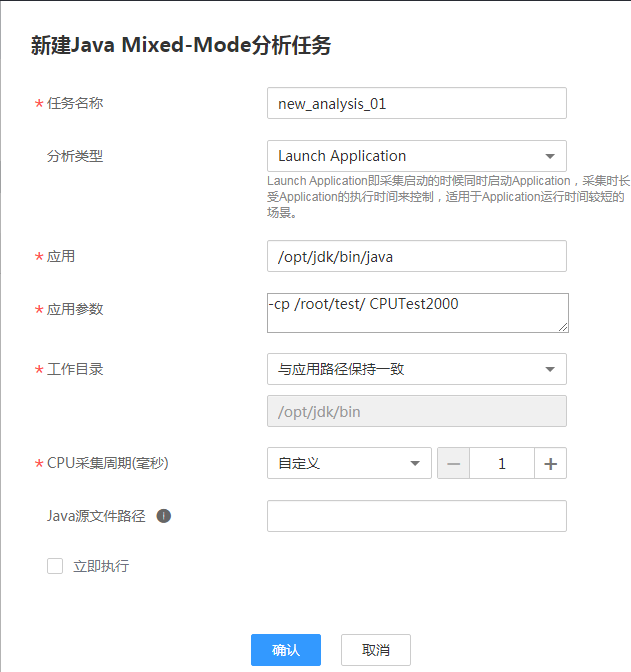 新建Java Mixed-Mode分析任务
* 任务名称 new_analysis_01
分析类型 Launch Application
Launch Application即采集启动的时候同时启动Application，采集时长
受Application的执行时间来控制，适用于Application运行时间较短的
场景。
* 应用 /opt/jdk/bin/java
* 应用参数 -cp /root/test/ CPUTest2000
* 工作目录 与应用路径保持一致
/opt/jdk/bin
* CPU采集周期(毫秒) 自定义 — 1 +
Java源文件路径 i
立即执行
确认 取消